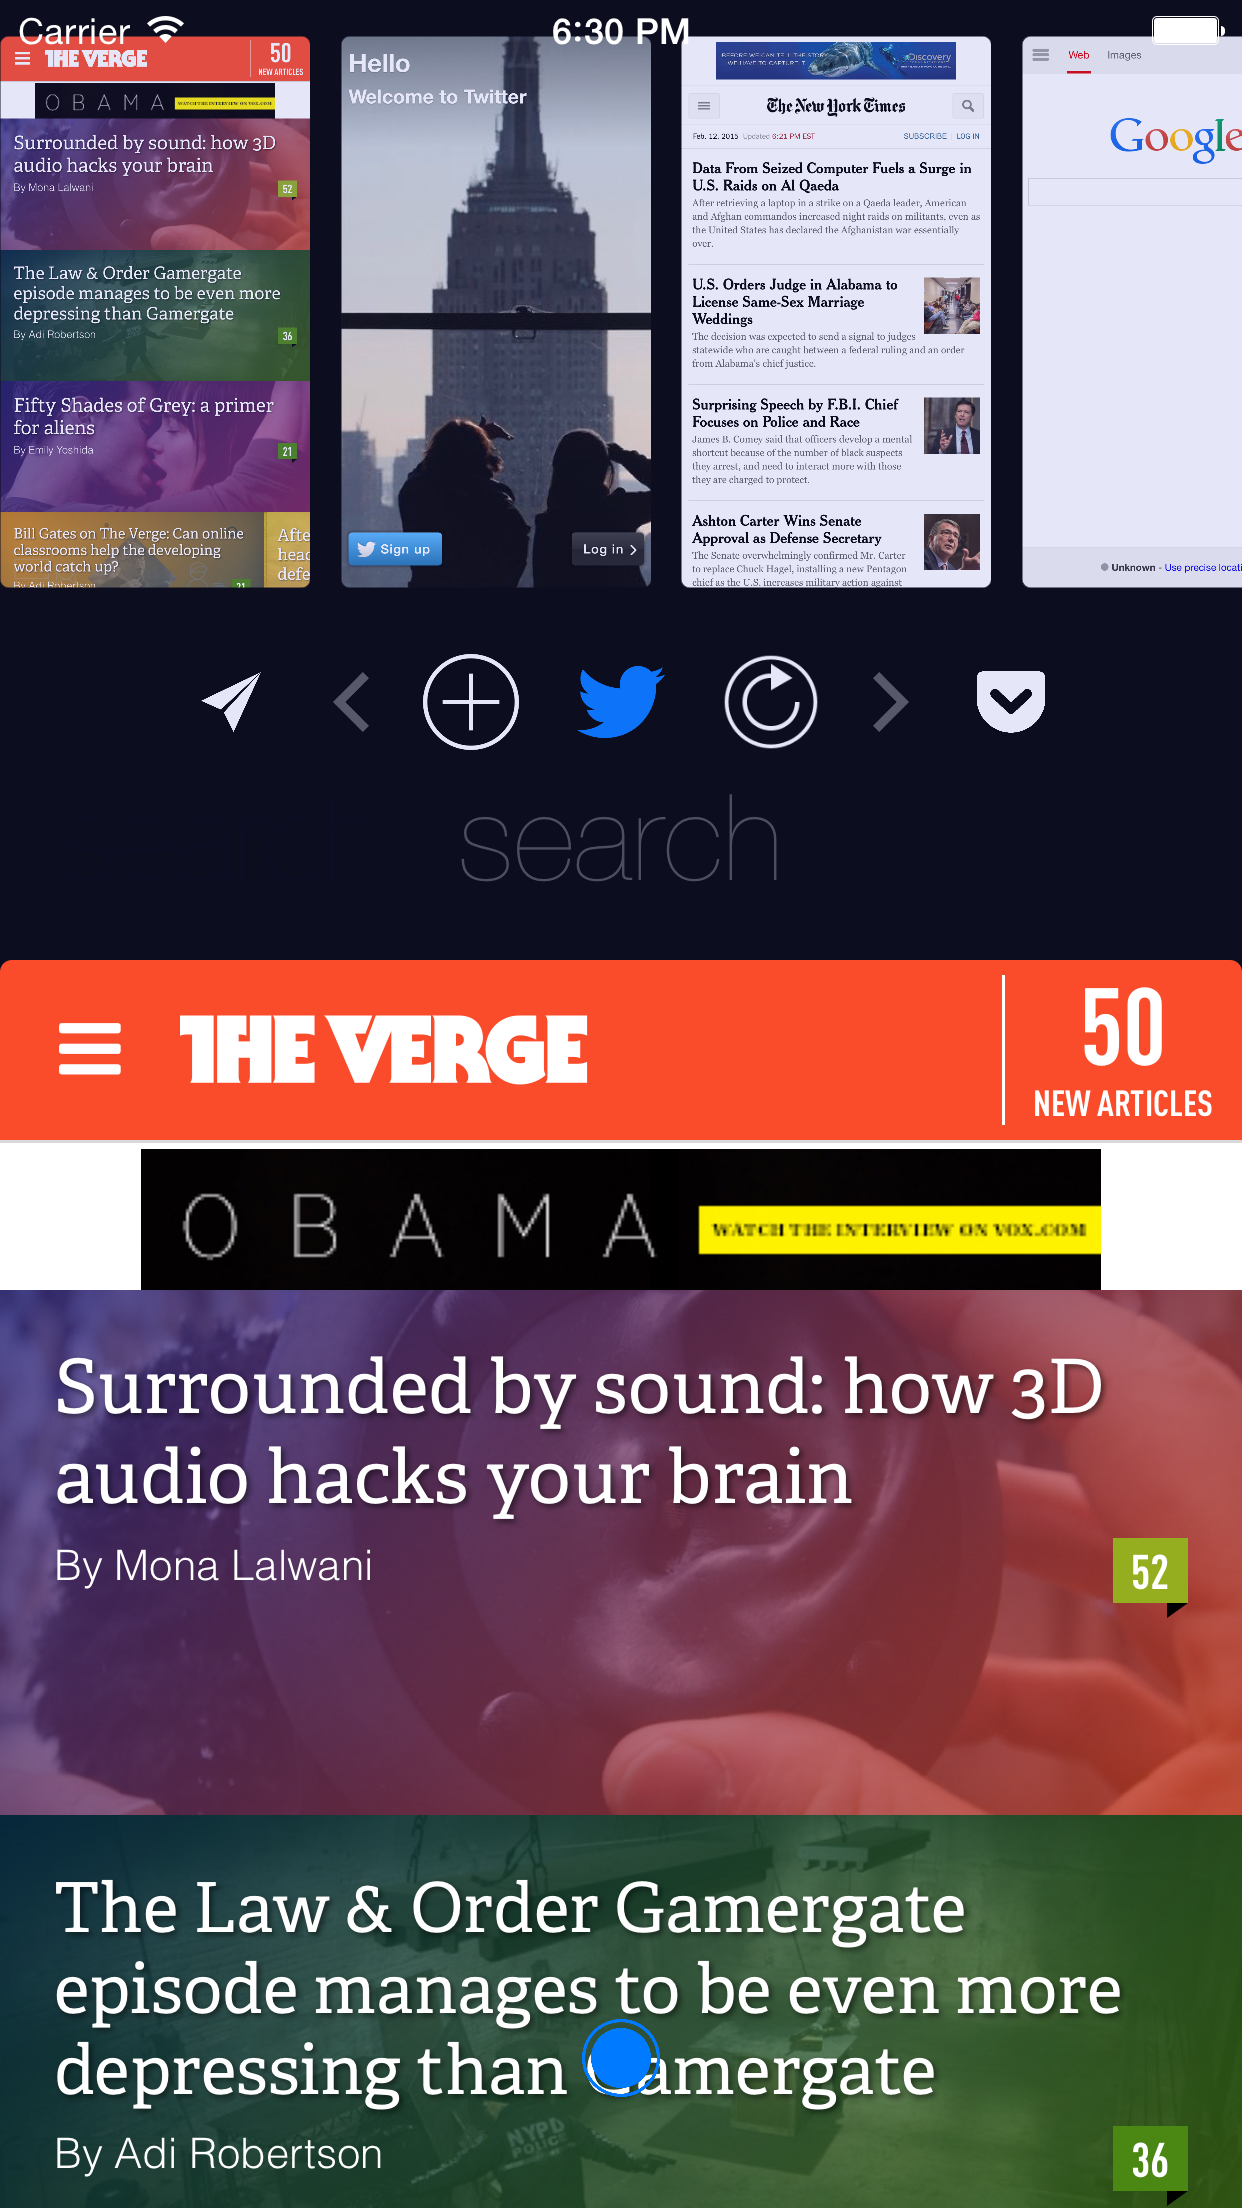 Carrier
6:30 PM
THE VERGE
50
NEW ARTICLES
OBAMA
WATCH THE INTERVIEW ON VOX.COM
Surrounded by sound: how 3D
audio hacks your brain
By Mona Lalwani
52
The Law & Order Gamergate
episode manages to be even more
depressing than Gamergate
By Adi Robertson
36
Fifty Shades of Grey: a primer
for aliens
By Emily Yoshida
21
Bill Gates on The Verge: Can online
classrooms help the developing
world catch up?
By Adi Robertson
21
Afte
head
defe
Hello
Welcome to Twitter
Sign up
Log in
BEFORE WE CAN TELL THE STORY
WE HAVE TO CAPTURE IT.
Discovery
The New York Times
Feb. 12, 2015 Updated 6:21 PM EST
SUBSCRIBE LOG IN
Data From Seized Computer Fuels a Surge in
U.S. Raids on Al Qaeda
After retrieving a laptop in a strike on a Qaeda leader, American
and Afghan commandos increased night raids on militants, even as
the United States has declared the Afghanistan war essentially
over.
U.S. Orders Judge in Alabama to
License Same-Sex Marriage
Weddings
The decision was expected to send a signal to judges
statewide who are caught between a federal ruling and an order
from Alabama's chief justice.
Surprising Speech by F.B.I. Chief
Focuses on Police and Race
James B. Comey said that officers develop a mental
shortcut because of the number of black suspects
they arrest, and need to interact more with those
they are charged to protect.
Ashton Carter Wins Senate
Approval as Defense Secretary
The Senate overwhelmingly confirmed Mr. Carter
to replace Chuck Hagel, installing a new Pentagon
chief as the U.S. increases military action against
Web Images
Google
Unknown - Use precise locati
search
THE VERGE
50
NEW ARTICLES
OBAMA
WATCH THE INTERVIEW ON VOX.COM
Surrounded by sound: how 3D
audio hacks your brain
By Mona Lalwani
52
The Law & Order Gamergate
episode manages to be even more
depressing than Gamergate
NYPD
POLICE
By Adi Robertson
36